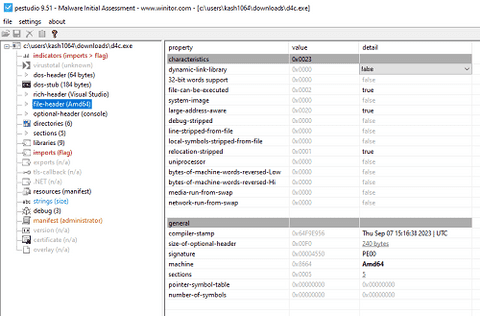 pestudio 9.51 - Malware Initial Assessment - www.winitor.com - [c:\users\kash1064\downloads\d4c.exe]
file settings about
c:\users\kash1064\downloads\d4c.exe
indicators (imports > flag)
virustotal (unknown)
dos-header (64 bytes)
dos-stub (184 bytes)
rich-header (Visual Studio)
file-header (Amd64)
optional-header (console)
directories (6)
sections (5)
libraries (9)
imports (flag)
exports (n/a)
tls-callback (n/a)
.NET (n/a)
resources (manifest)
strings (size)
debug (3)
manifest (administrator)
version (n/a)
certificate (n/a)
overlay (n/a)
property value detail
characteristics 0x0023
dynamic-link-library 0x0000 false
32-bit words support 0x0000 false
file-can-be-executed 0x0002 true
system-image 0x0000 false
large-address-aware 0x0020 true
debug-stripped 0x0000 false
line-stripped-from-file 0x0000 false
local-symbols-stripped-from-file 0x0000 false
relocation-stripped 0x0001 true
uniprocessor 0x0000 false
bytes-of-machine-words-reversed-Low 0x0000 false
bytes-of-machine-words-reversed-Hi 0x0000 false
media-run-from-swap 0x0000 false
network-run-from-swap 0x0000 false
general
compiler-stamp 0x64F9E956 Thu Sep 07 15:16:38 2023 | UTC
size-of-optional-header 0x00F0 240 bytes
signature 0x00004550 PE00
machine 0x8664 Amd64
sections 0x0005 5
pointer-symbol-table 0x00000000 0x00000000
number-of-symbols 0x00000000 0x00000000